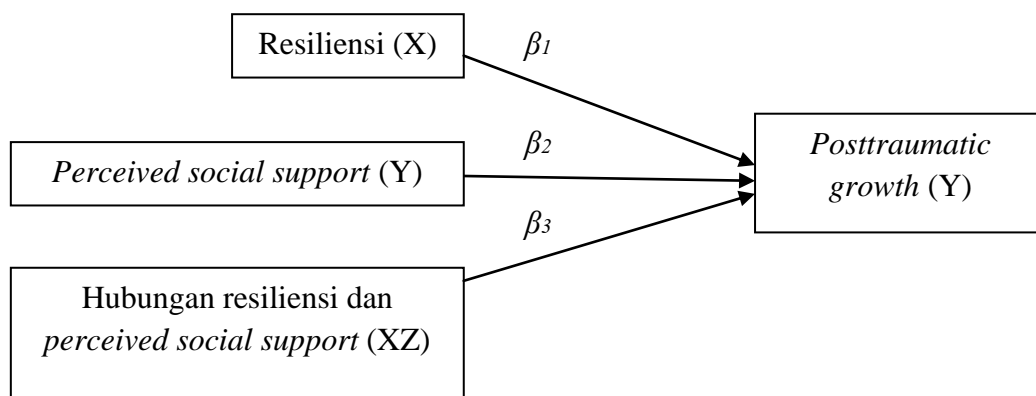 Resiliensi (X)
β1
Perceived social support (Y)
β2
Posttraumatic
growth (Y)
β3
Hubungan resiliensi dan
perceived social support (XZ)